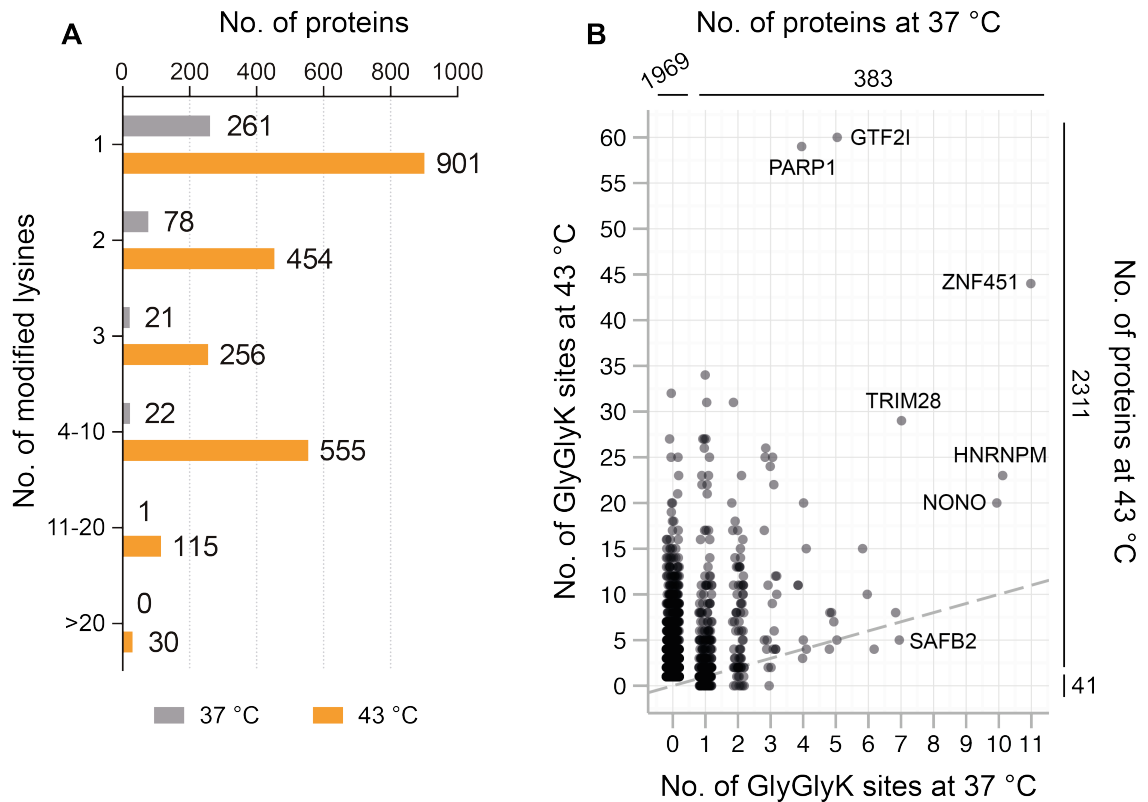 A
No. of proteins
0 200 400 600 800 1000
No. of modified lysines
1
261
901
2
78
454
3
21
256
4-10
22
555
11-20
1
115
>20
0
30
37 °C 43 °C
B
No. of proteins at 37 °C
1969 383
No. of GlyGlyK sites at 43 °C
60
55
50
45
40
35
30
25
20
15
10
5
0
GTF2I
PARP1
ZNF451
TRIM28
HNRNPM
NONO
SAFB2
2311
41
No. of proteins at 43 °C
0 1 2 3 4 5 6 7 8 9 10 11
No. of GlyGlyK sites at 37 °C